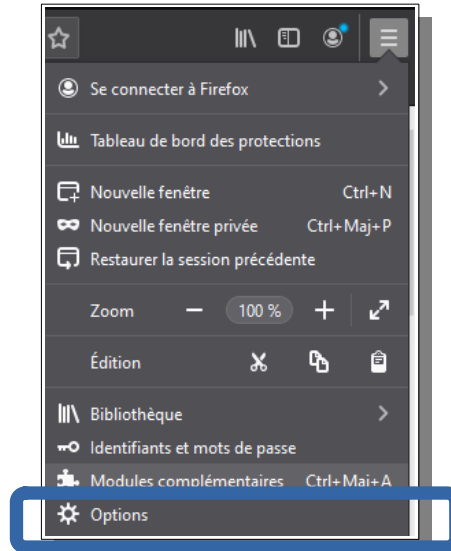 Se connecter à Firefox
Tableau de bord des protections
Nouvelle fenêtre Ctrl+N
Nouvelle fenêtre privée Ctrl+Maj+P
Restaurer la session précédente
Zoom 100 %
Édition
Bibliothèque
Identifiants et mots de passe
Modules complémentaires Ctrl+Maj+A
Options